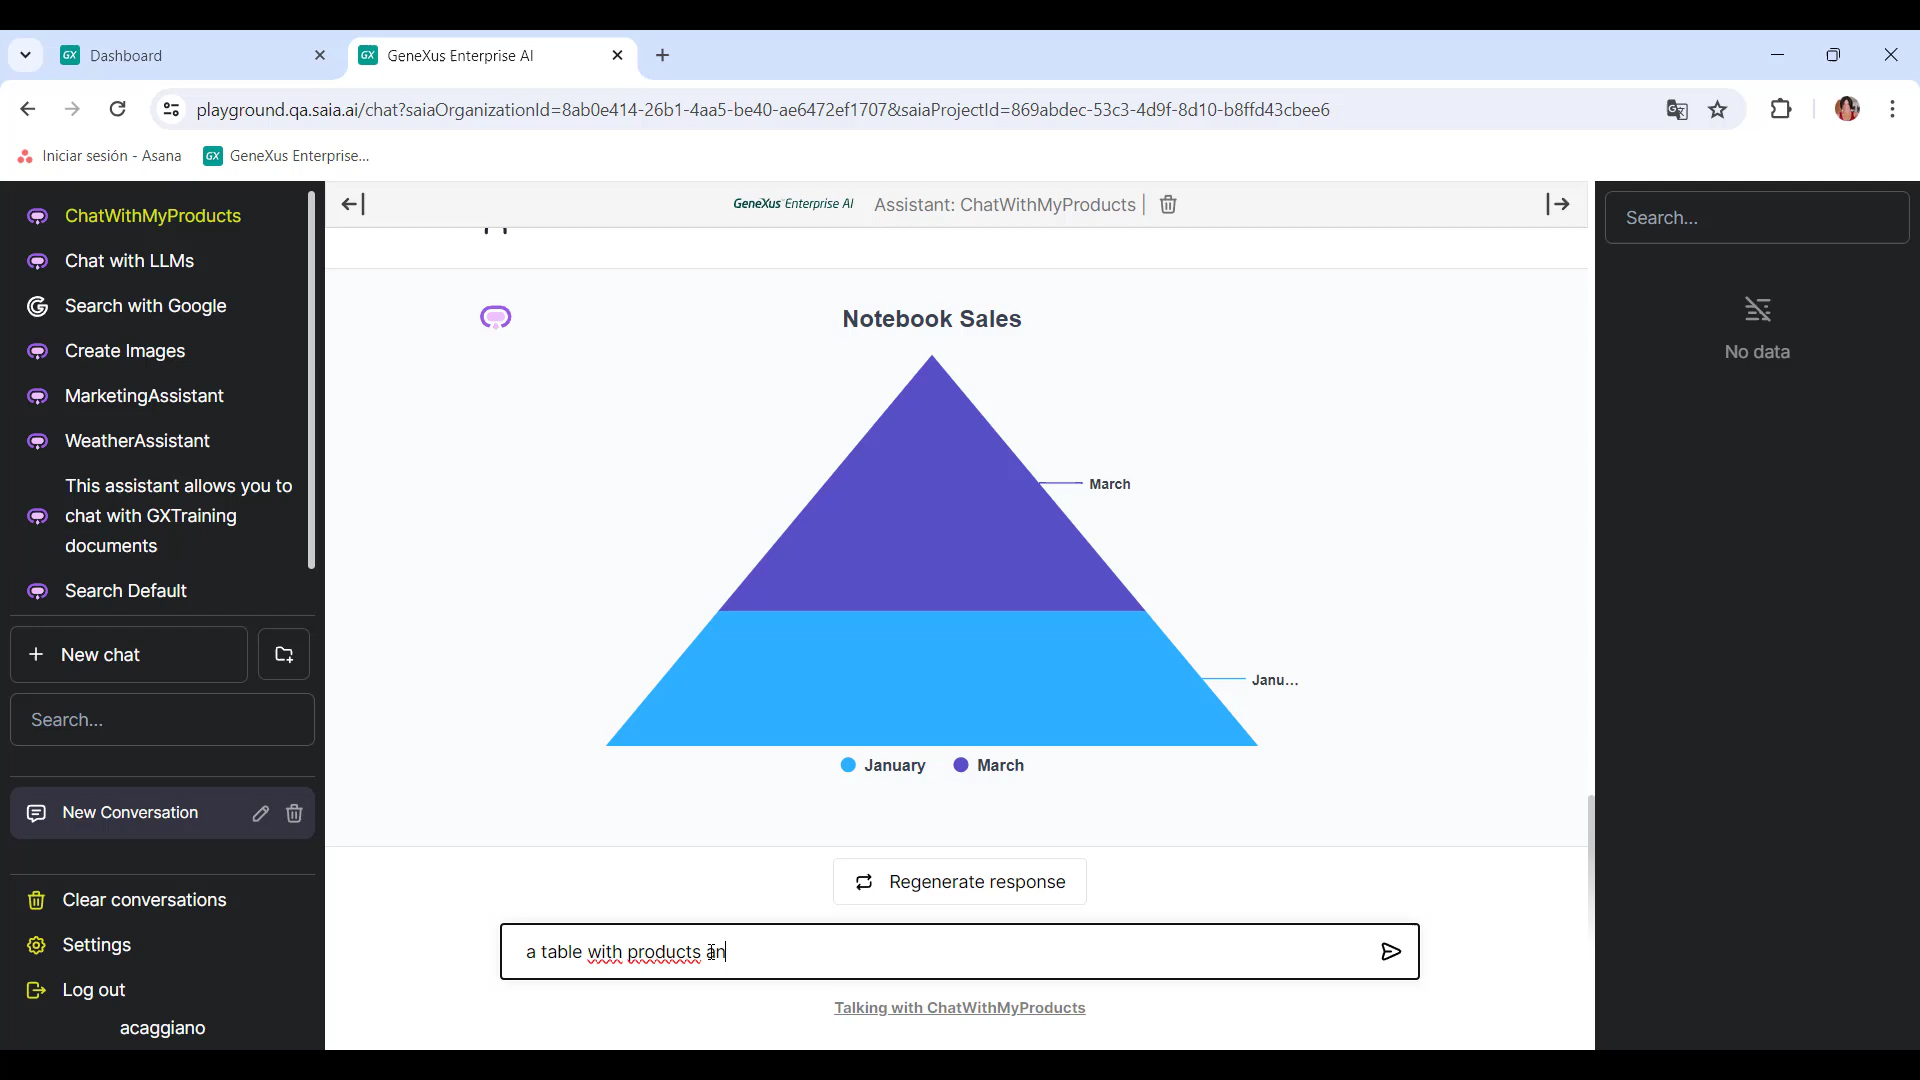 Dashboard
GeneXus Enterprise AI
playground.qa.saia.ai/chat?saiaOrganizationId=8ab0e414-26b1-4aa5-be40-ae6472ef1707&saiaProjectId=869abdec-53c3-4d9f-8d10-b8ffd43cbee6
Iniciar sesión - Asana
GeneXus Enterprise...
ChatWithMyProducts
Chat with LLMs
Search with Google
Create Images
MarketingAssistant
WeatherAssistant
This assistant allows you to
chat with GXTraining
documents
Search Default
New chat
Search...
New Conversation
Clear conversations
Settings
Log out
acaggiano
GeneXus Enterprise AI
Assistant: ChatWithMyProducts
Notebook Sales
March
Janu...
January
March
Regenerate response
a table with products an
Talking with ChatWithMyProducts
Search...
No data